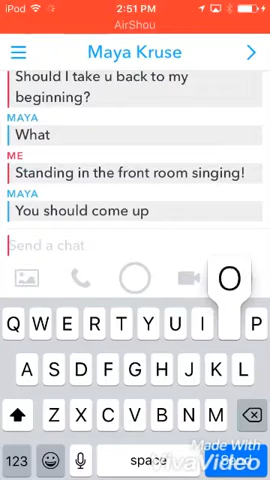 iPod 2:51 PM
AirShou
Maya Kruse
Should I take u back to my
beginning?
MAYA
What
ME
Standing in the front room singing!
MAYA
You should come up
Send a chat
O
Q W E R T Y U I P
A S D F G H J K L
Z X C V B N M
123 space Send
Made With
VivaVideo